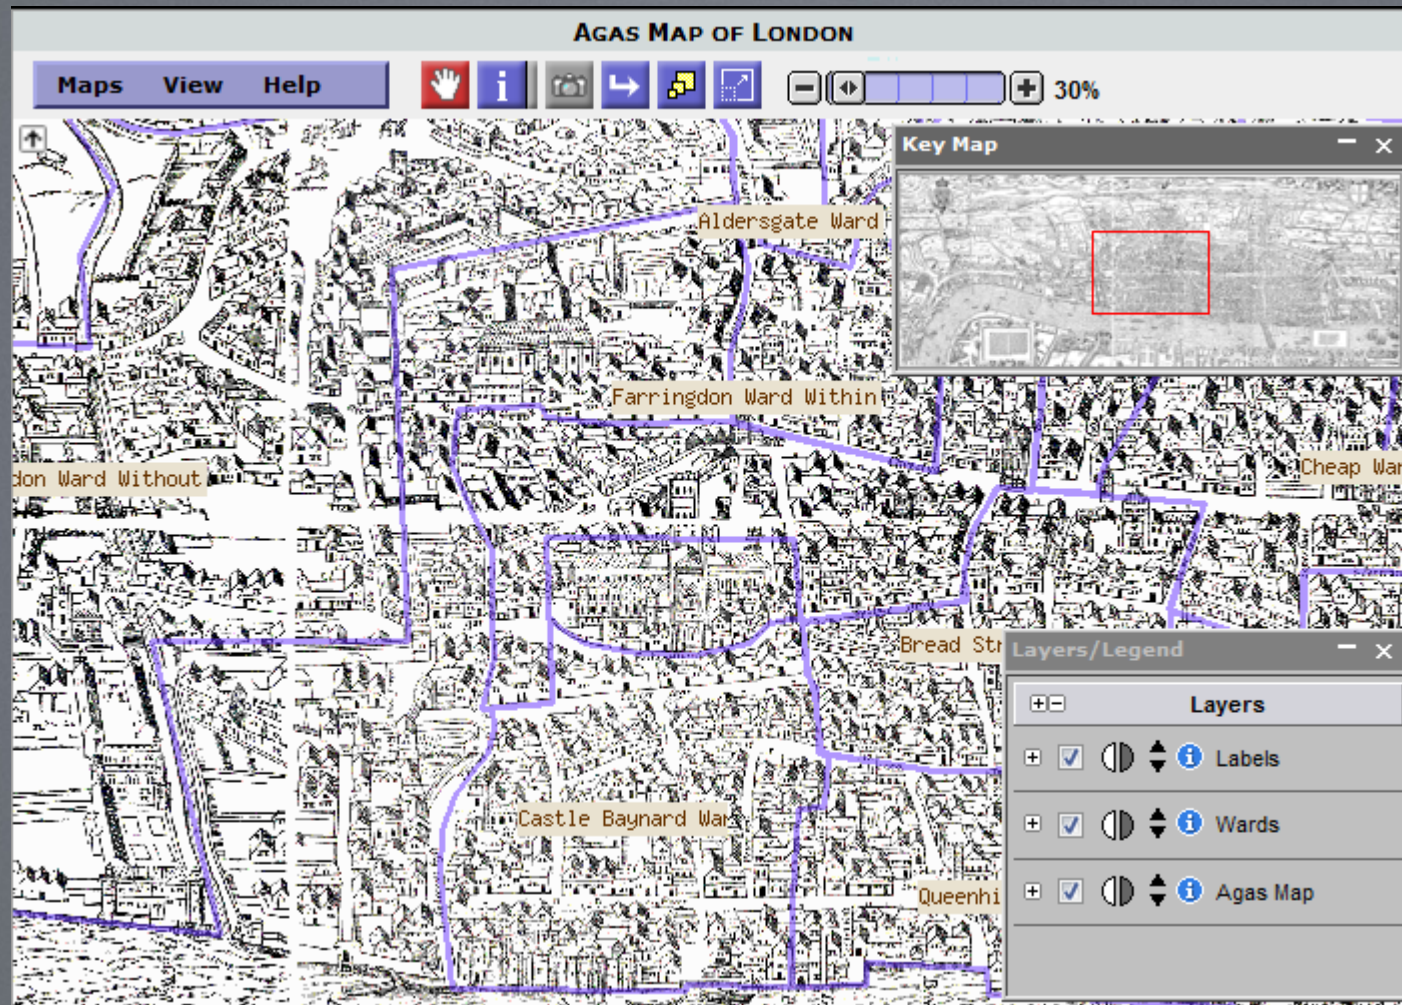 AGAS MAP OF LONDON
Maps View Help
30%
Key Map
Aldersgate Ward
Farringdon Ward Within
don Ward Without
Cheap War
Bread Str
Layers/Legend
Layers
Labels
Castle Baynard War
Wards
Queenhi
Agas Map